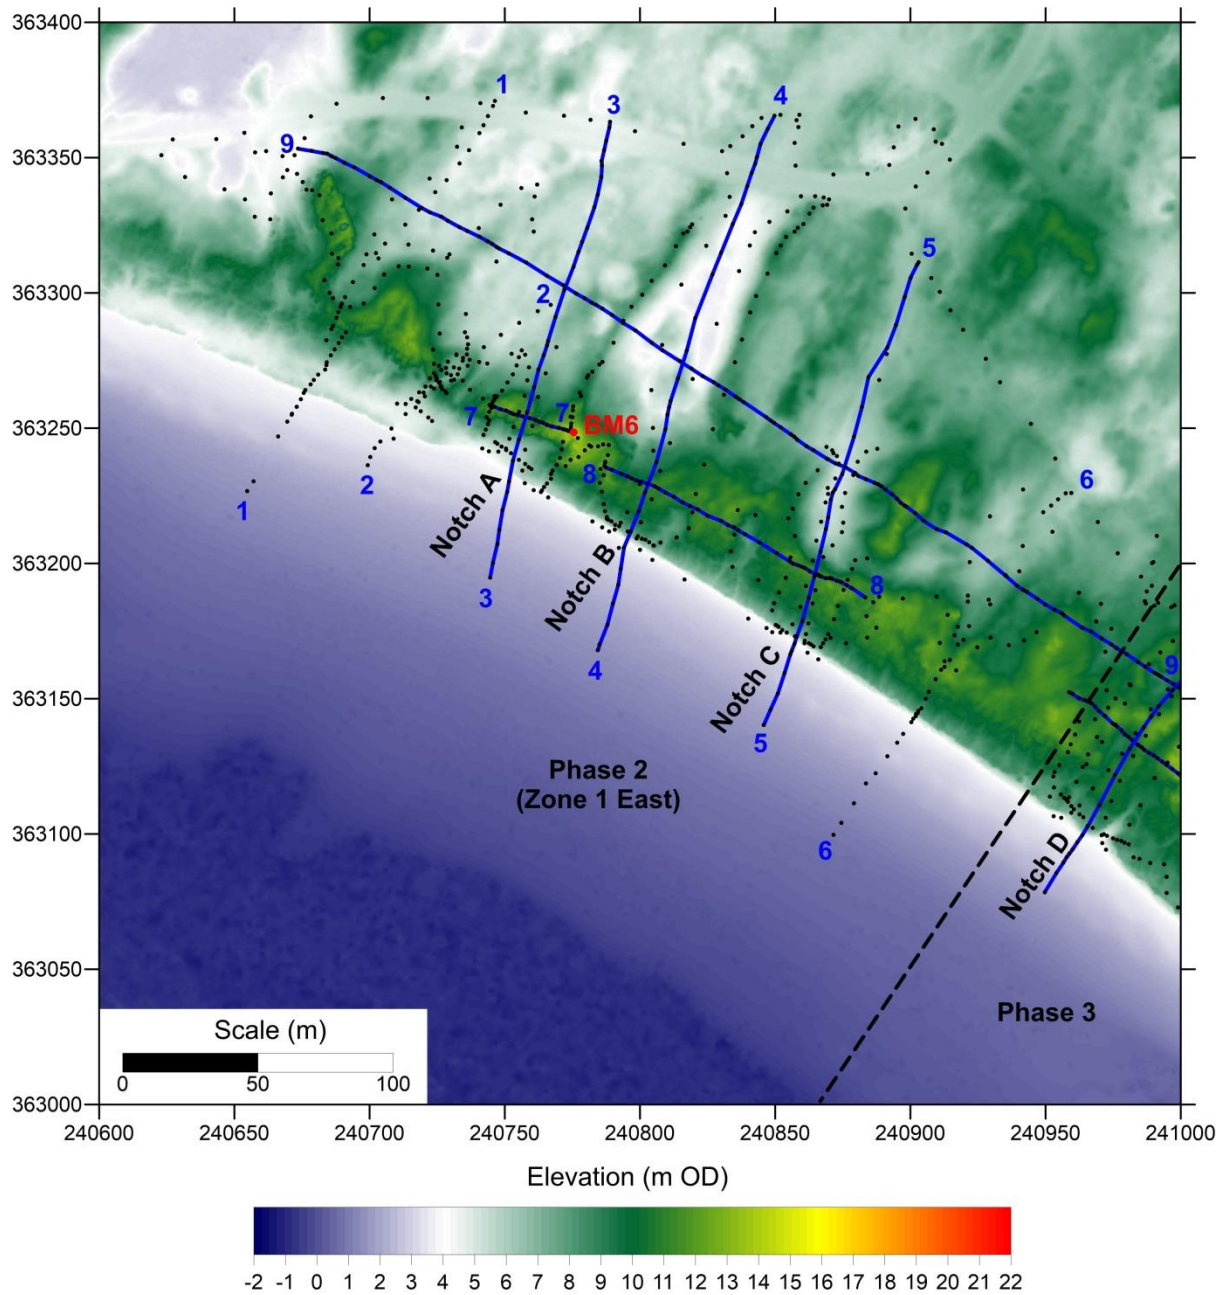 363400
363350
363300
363250
363200
363150
363100
363050
363000
1
3
4
9
5
2
7
7
BM6
8
6
1
2
Notch A
Notch B
8
3
4
Notch C
9
5
6
Phase 2
(Zone 1 East)
Notch D
Phase 3
Scale (m)
0 50 100
240600 240650 240700 240750 240800 240850 240900 240950 241000
Elevation (m OD)
-2 -1 0 1 2 3 4 5 6 7 8 9 10 11 12 13 14 15 16 17 18 19 20 21 22